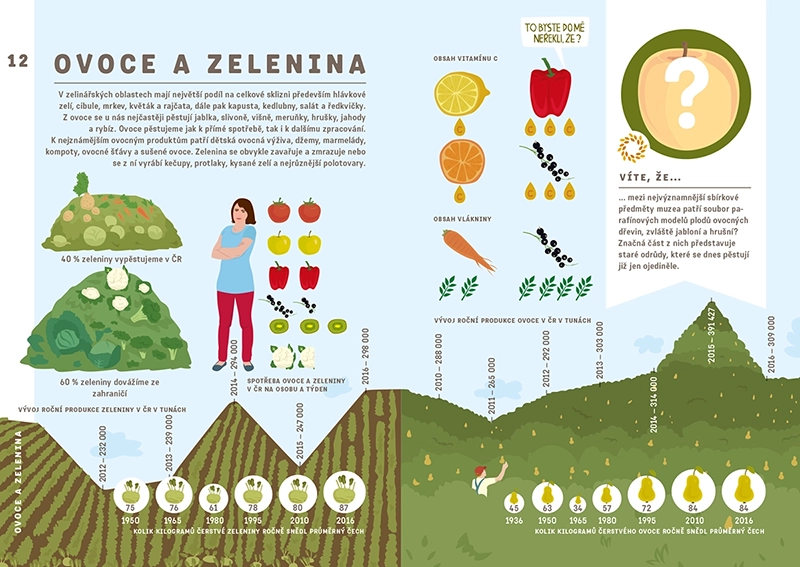 12
OVOCE A ZELENINA
V zelinářských oblastech mají největší podíl na celkové sklizni především hlávkové
zelí, cibule, mrkev, květák a rajčata, dále pak kapusta, kedlubny, salát a ředkvičky.
Z ovoce se u nás nejčastěji pěstují jablka, slivoně, višně, meruňky, hrušky, jahody
a rybíz. Ovoce pěstujeme jak k přímé spotřebě, tak i k dalšímu zpracování.
K nejznámějším ovocným produktům patří dětská ovocná výživa, džemy, marmelády,
kompoty, ovocné šťávy a sušené ovoce. Zelenina se obvykle zavařuje a zmrazuje nebo
se z ní vyrábí kečupy, protlaky, kysané zelí a nejrůznější polotovary.
40 % zeleniny vypěstujeme v ČR
60 % zeleniny dovážíme ze
zahraničí
SPOTŘEBA OVOCE A ZELENINY
V ČR NA OSOBU A TÝDEN
VÝVOJ ROČNÍ PRODUKCE ZELENINY V ČR V TUNÁCH
2012 – 232 000
2013 – 239 000
2014 – 294 000
2015 – 247 000
2016 – 298 000
OVOCE A ZELENINA
75 76 61 78 80 87
1950 1965 1980 1995 2010 2016
KOLIK KILOGRAMŮ ČERSTVÉ ZELENINY ROČNĚ SNĚDL PRŮMĚRNÝ ČECH
TO BYSTE DO MĚ
NEŘEKLI, ŽE?
OBSAH VITAMÍNU C
C C C C
C C C C
OBSAH VLÁKNINY
?
VÍTE, ŽE...
... mezi nejvýznamnější sbírkové
předměty muzea patří soubor pa-
rafínových modelů plodů ovocných
dřevin, zvláště jabloní a hrušní?
Značná část z nich představuje
staré odrůdy, které se dnes pěstují
již jen ojediněle.
VÝVOJ ROČNÍ PRODUKCE OVOCE V ČR V TUNÁCH
2010 – 288 000
2011 – 265 000
2012 – 292 000
2013 – 303 000
2014 – 314 000
2015 – 391 427
2016 – 309 000
45 63 34 57 72 84 84
1936 1950 1965 1980 1995 2010 2016
KOLIK KILOGRAMŮ ČERSTVÉHO OVOCE ROČNĚ SNĚDL PRŮMĚRNÝ ČECH